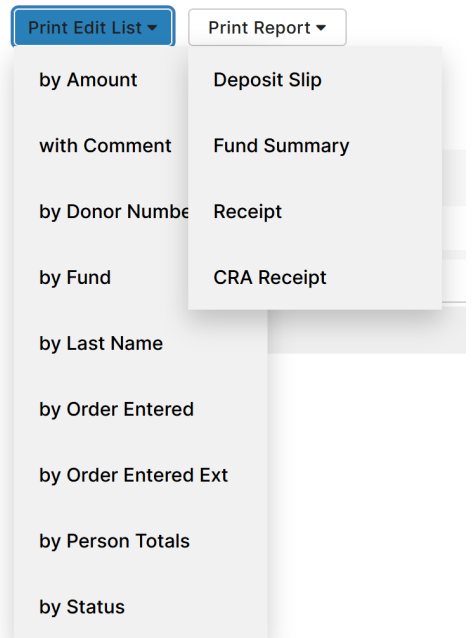 Print Edit List
Print Report
by Amount
with Comment
by Donor Numbe
by Fund
by Last Name
by Order Entered
by Order Entered Ext
by Person Totals
by Status
Deposit Slip
Fund Summary
Receipt
CRA Receipt